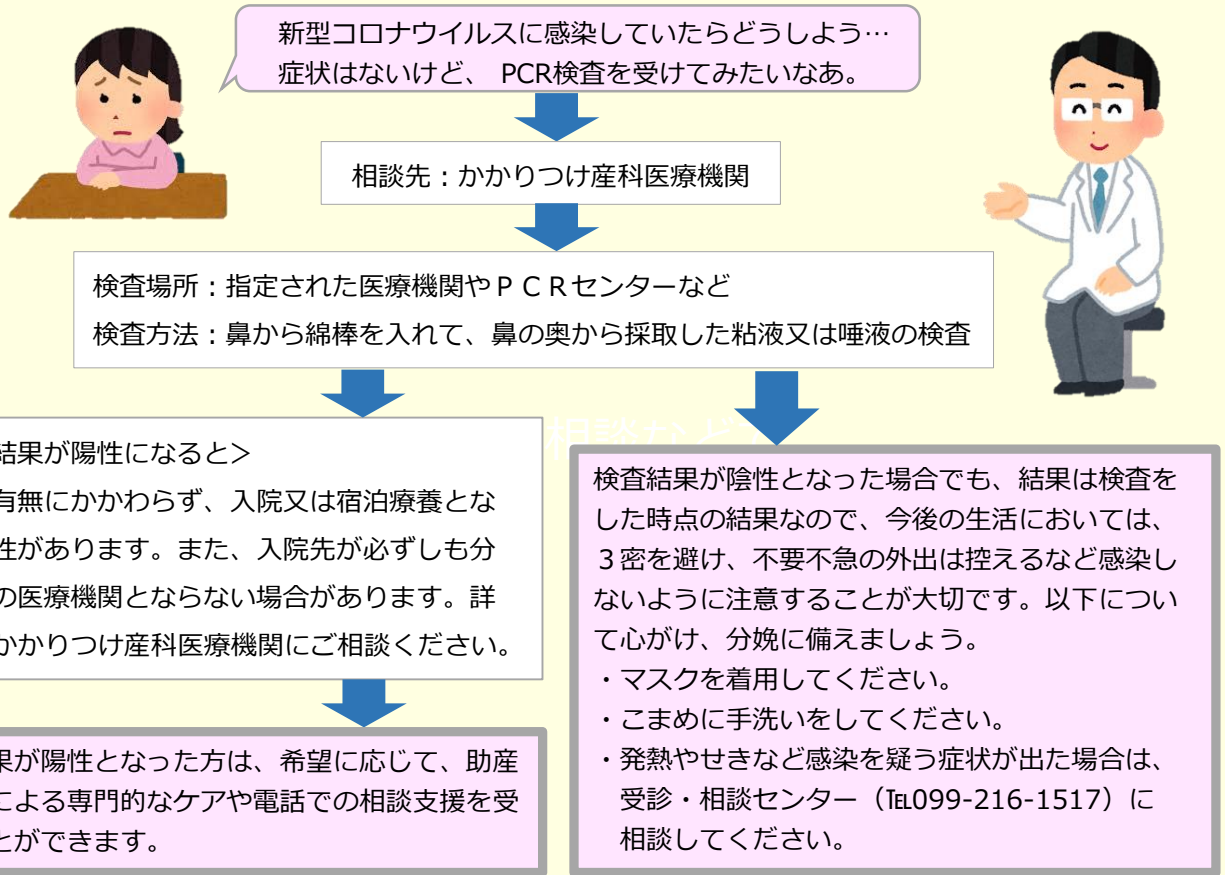 新型コロナウイルスに感染していたらどうしよう…
症状はないけど、 PCR検査を受けてみたいなあ。
相談先：かかりつけ産科医療機関
検査場所：指定された医療機関やＰＣＲセンターなど
検査方法：鼻から綿棒を入れて、鼻の奥から採取した粘液又は唾液の検査
結果が陽性になると>
有無にかかわらず、入院又は宿泊療養とな
性があります。また、入院先が必ずしも分
の医療機関とならない場合があります。詳
かかりつけ産科医療機関にご相談ください。
果が陽性となった方は、希望に応じて、助産
による専門的なケアや電話での相談支援を受
とができます。
相談など
検査結果が陰性となった場合でも、結果は検査を
した時点の結果なので、今後の生活においては、
３密を避け、不要不急の外出は控えるなど感染し
ないように注意することが大切です。以下につい
て心がけ、分娩に備えましょう。
・マスクを着用してください。
・こまめに手洗いをしてください。
・発熱やせきなど感染を疑う症状が出た場合は、
受診・相談センター（℡099-216-1517）に
相談してください。